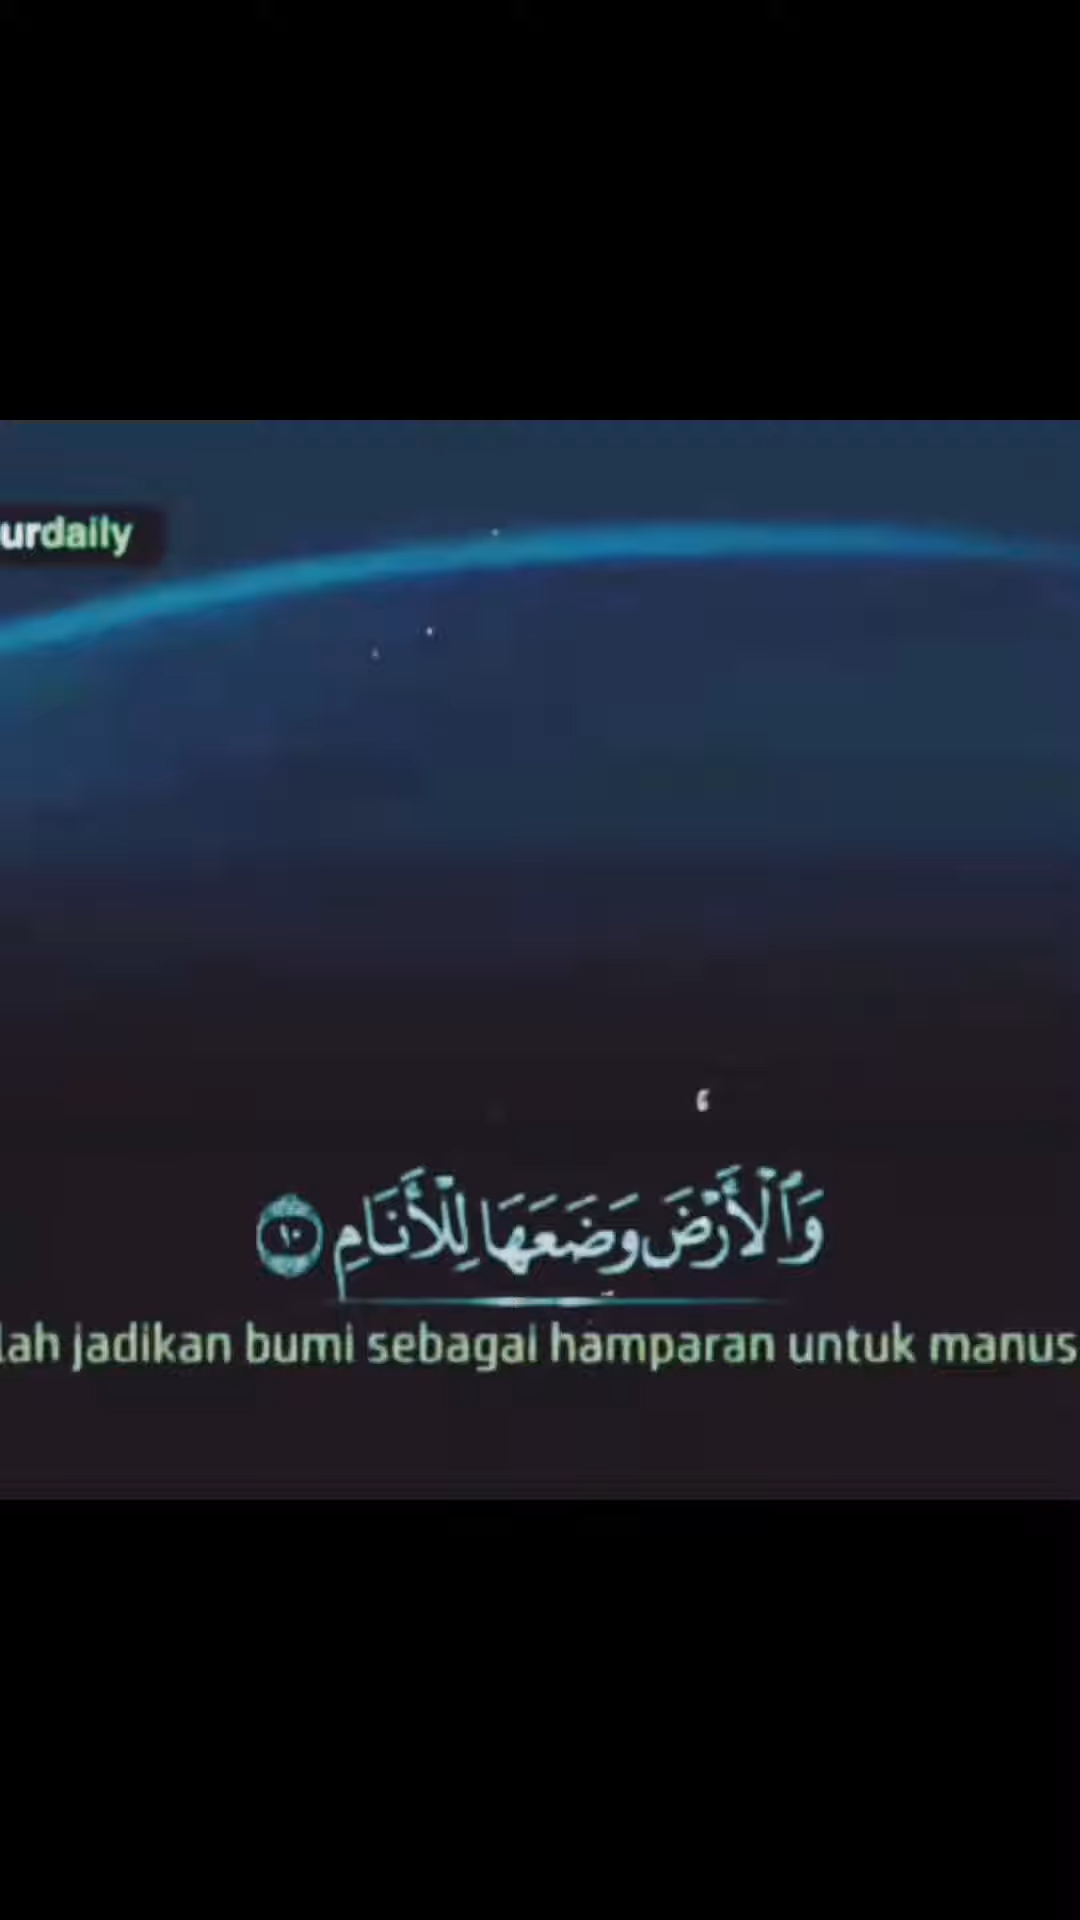 urdaily
وَٱلْأَرْضَ وَضَعَهَا لِلْأَنَامِ ١٠
lah jadikan bumi sebagai hamparan untuk manus